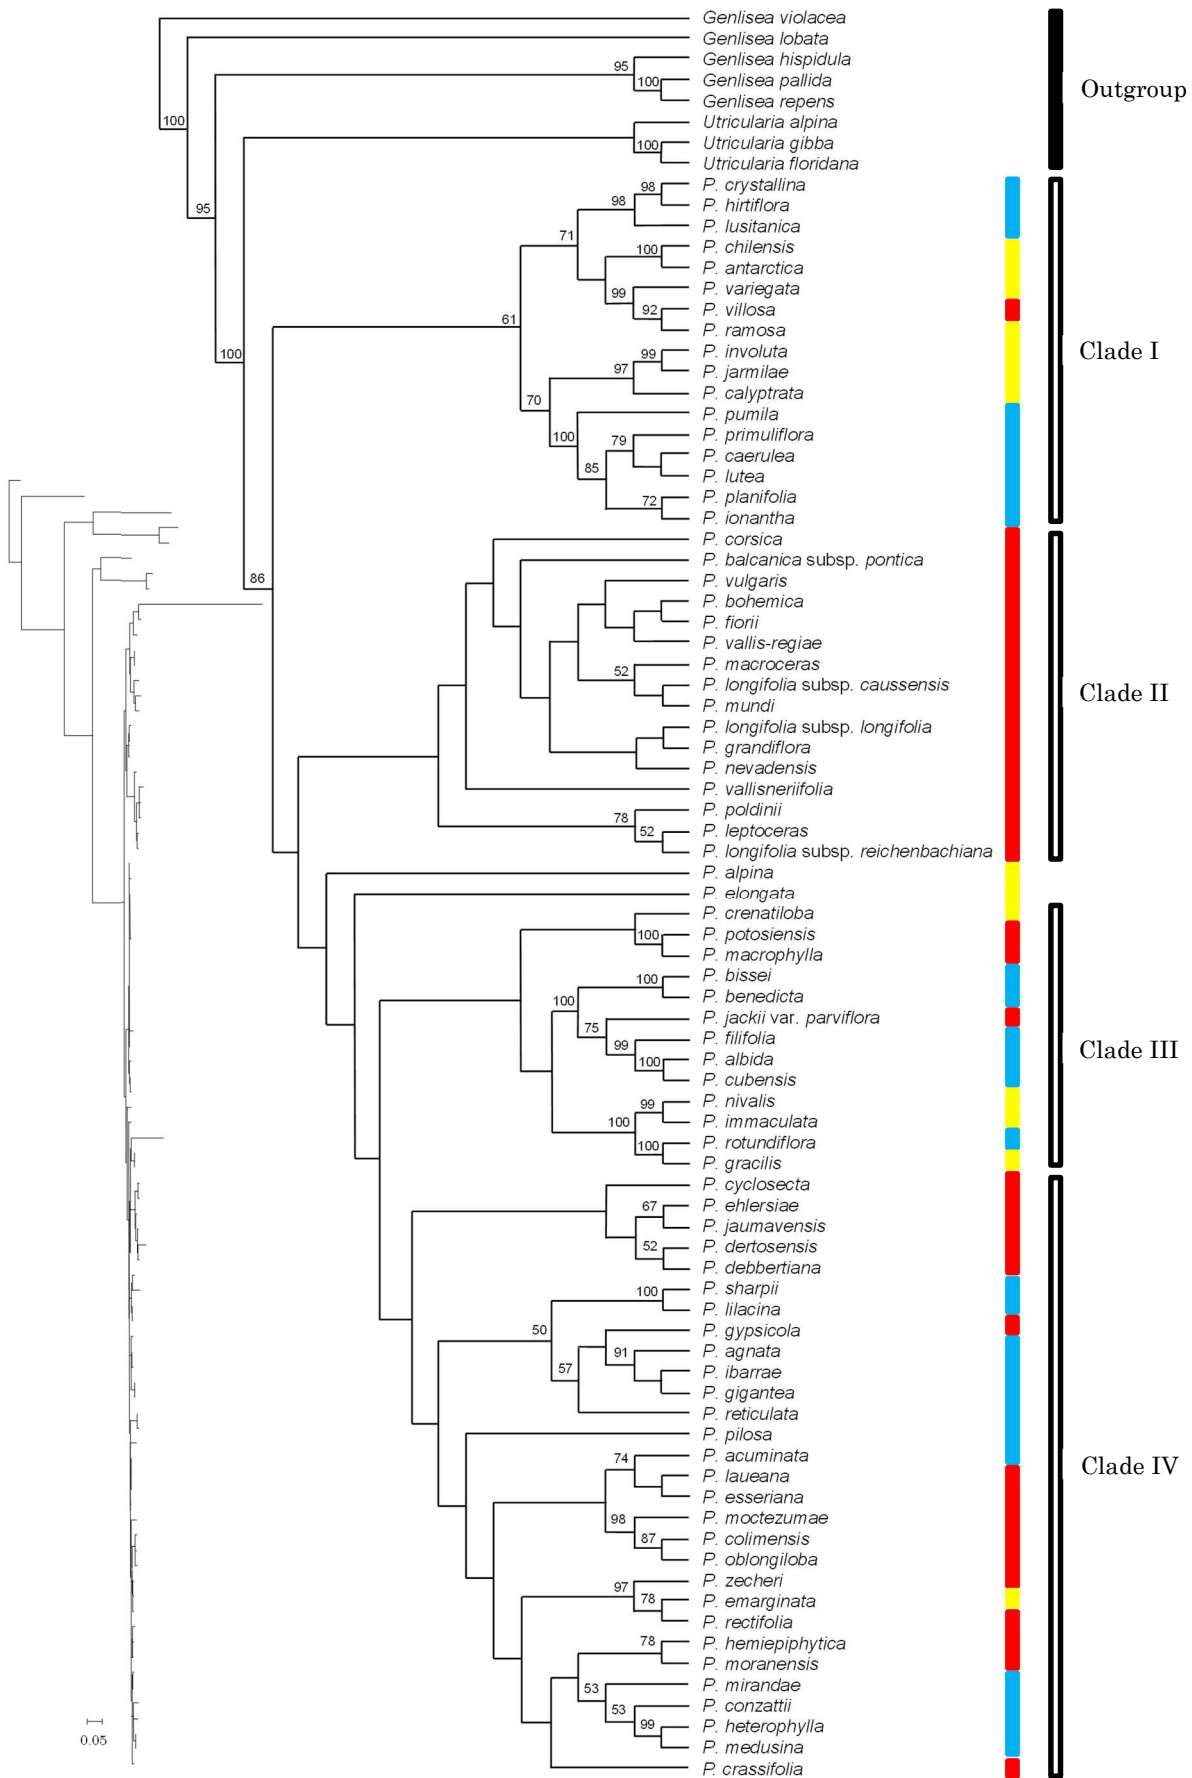 Genlisea violacea
Genlisea lobata
Genlisea hispidula
95
Genlisea pallida
100
Genlisea repens
Outgroup
100
Utricularia alpina
Utricularia gibba
100
Utricularia floridana
P. crystallina
98
P. hirtiflora
98
95
P. lusitanica
71
P. chilensis
100
P. antarctica
P. variegata
99
P. villosa
92
61
P. ramosa
P. involuta
99
100
Clade I
P. jarmilae
97
P. calyptrata
70
P. pumila
P. primuliflora
79
100
P. caerulea
85
P. lutea
P. planifolia
72
P. ionantha
P. corsica
P. balcanica subsp. pontica
86
P. vulgaris
P. bohemica
P. fiorii
P. vallis-regiae
P. macroceras
52
P. longifolia subsp. caussensis
Clade II
P. mundi
P. longifolia subsp. longifolia
P. grandiflora
P. nevadensis
P. vallisneriifolia
P. poldinii
78
P. leptoceras
52
P. longifolia subsp. reichenbachiana
P. alpina
P. elongata
P. crenatiloba
P. potosiensis
100
P. macrophylla
P. bissei
100
P. benedicta
100
P. jackii var. parviflora
75
P. filifolia
99
Clade III
P. albida
100
P. cubensis
P. nivalis
99
P. immaculata
100
P. rotundiflora
100
P. gracilis
P. cyclosecta
P. ehlersiae
67
P. jaumavensis
P. dertosensis
52
P. debbertiana
P. sharpii
100
P. lilacina
P. gypsicola
50
P. agnata
91
P. ibarrae
57
P. gigantea
P. reticulata
P. pilosa
P. acuminata
74
Clade IV
P. laueana
P. esseriana
P. moctezumae
98
P. colimensis
87
P. oblongiloba
P. zecheri
97
P. emarginata
78
P. rectifolia
P. hemiepiphytica
78
P. moranensis
P. mirandae
53
P. conzattii
53
P. heterophylla
99
0.05
P. medusina
P. crassifolia